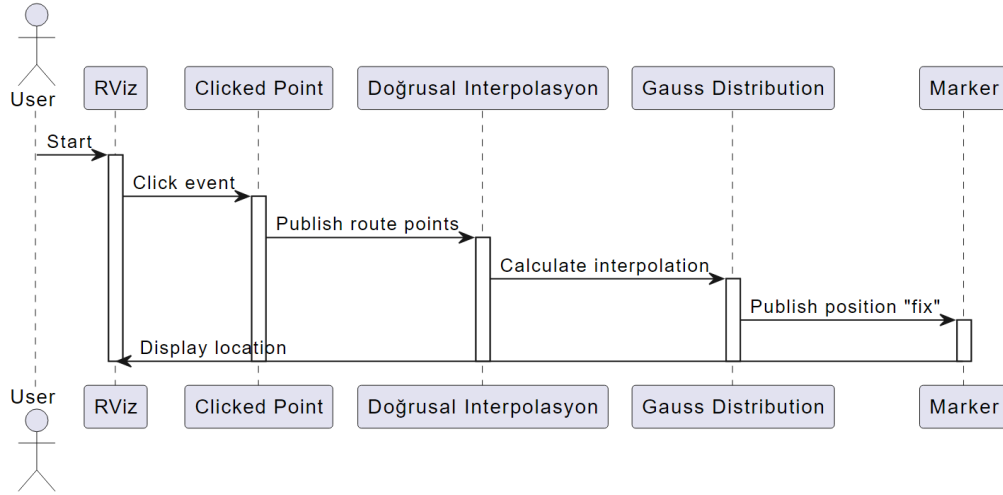 User
RViz
Clicked Point
Doğrusal Interpolasyon
Gauss Distribution
Marker
Start
Click event
Publish route points
Calculate interpolation
Publish position "fix"
Display location
User
RViz
Clicked Point
Doğrusal Interpolasyon
Gauss Distribution
Marker